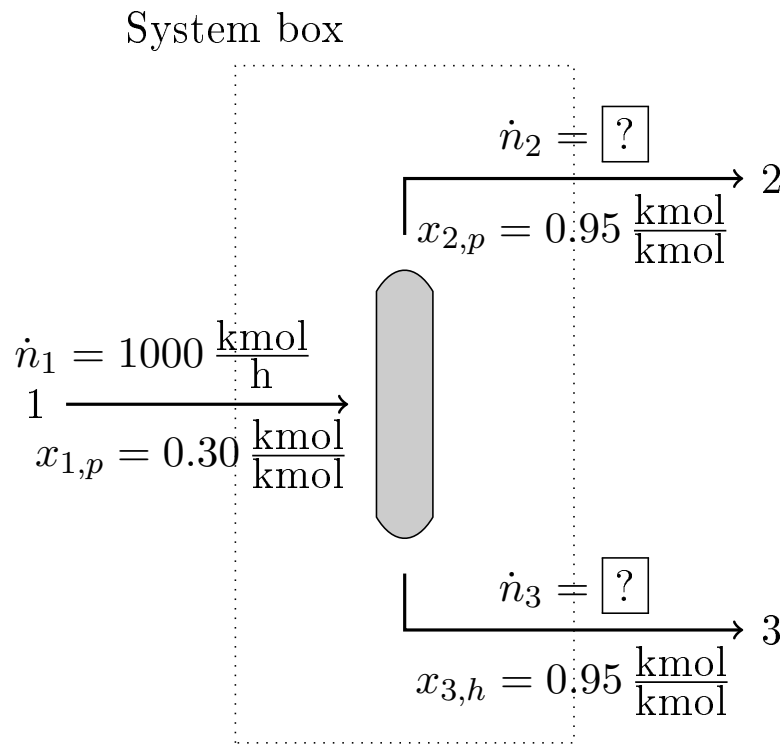 System box
ṅ₂ = ?
2
x₂,ₚ = 0.95 kmol/kmol
ṅ₁ = 1000 kmol/h
1
x₁,ₚ = 0.30 kmol/kmol
ṅ₃ = ?
3
x₃,ₕ = 0.95 kmol/kmol